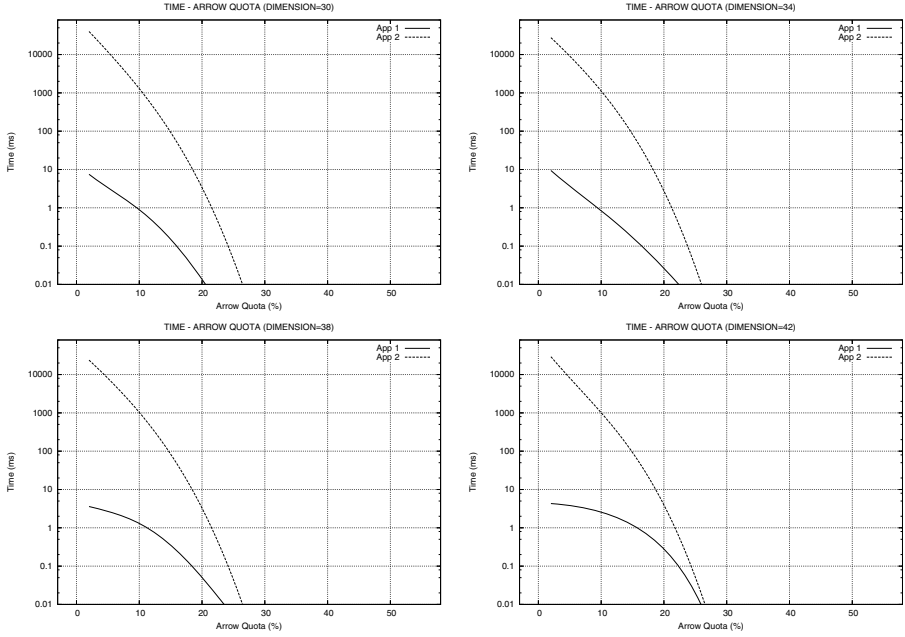 TIME - ARROW QUOTA (DIMENSION=30)
App 1
App 2
10000
1000
100
10
1
0.1
0.01
Time (ms)
0 10 20 30 40 50
Arrow Quota (%)
TIME - ARROW QUOTA (DIMENSION=34)
App 1
App 2
10000
1000
100
10
1
0.1
0.01
Time (ms)
0 10 20 30 40 50
Arrow Quota (%)
TIME - ARROW QUOTA (DIMENSION=38)
App 1
App 2
10000
1000
100
10
1
0.1
0.01
Time (ms)
0 10 20 30 40 50
Arrow Quota (%)
TIME - ARROW QUOTA (DIMENSION=42)
App 1
App 2
10000
1000
100
10
1
0.1
0.01
Time (ms)
0 10 20 30 40 50
Arrow Quota (%)